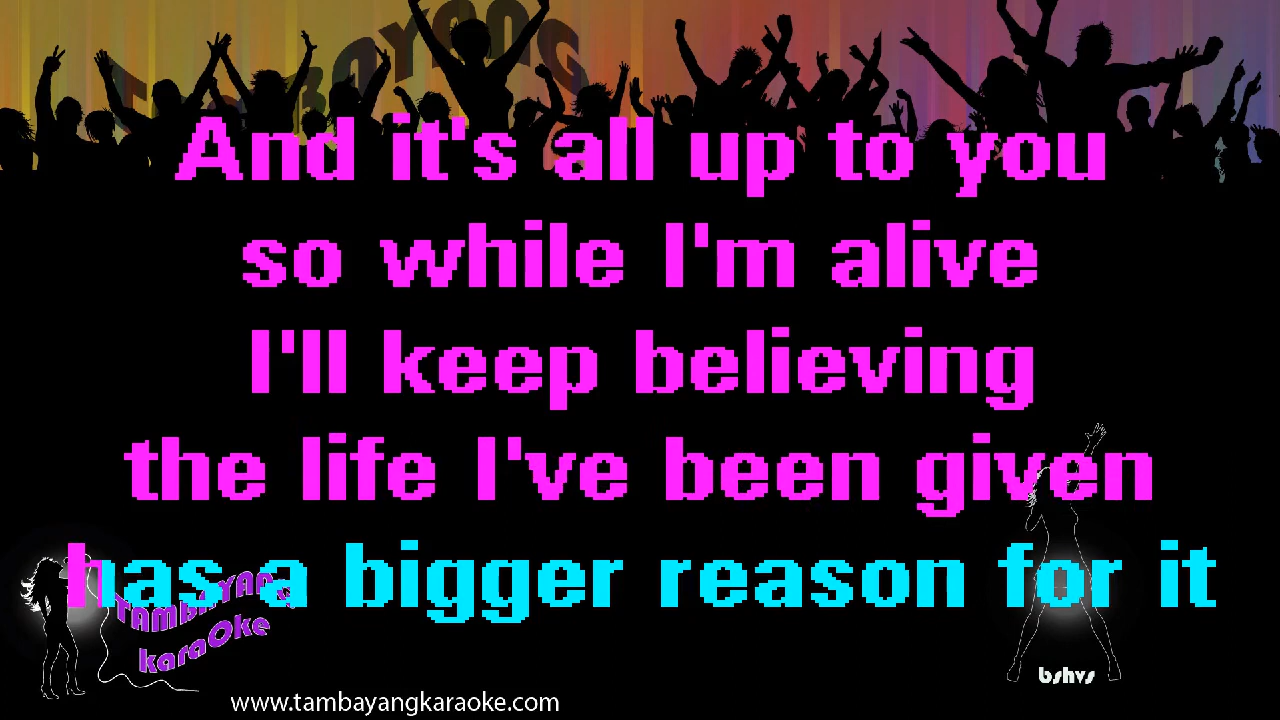 TAMBAYANG
And it's all up to you
so while I'm alive
I'll keep believing
the life I've been given
has a bigger reason for it
TAMBAYANG
karaOke
bshvs
www.tambayangkaraoke.com